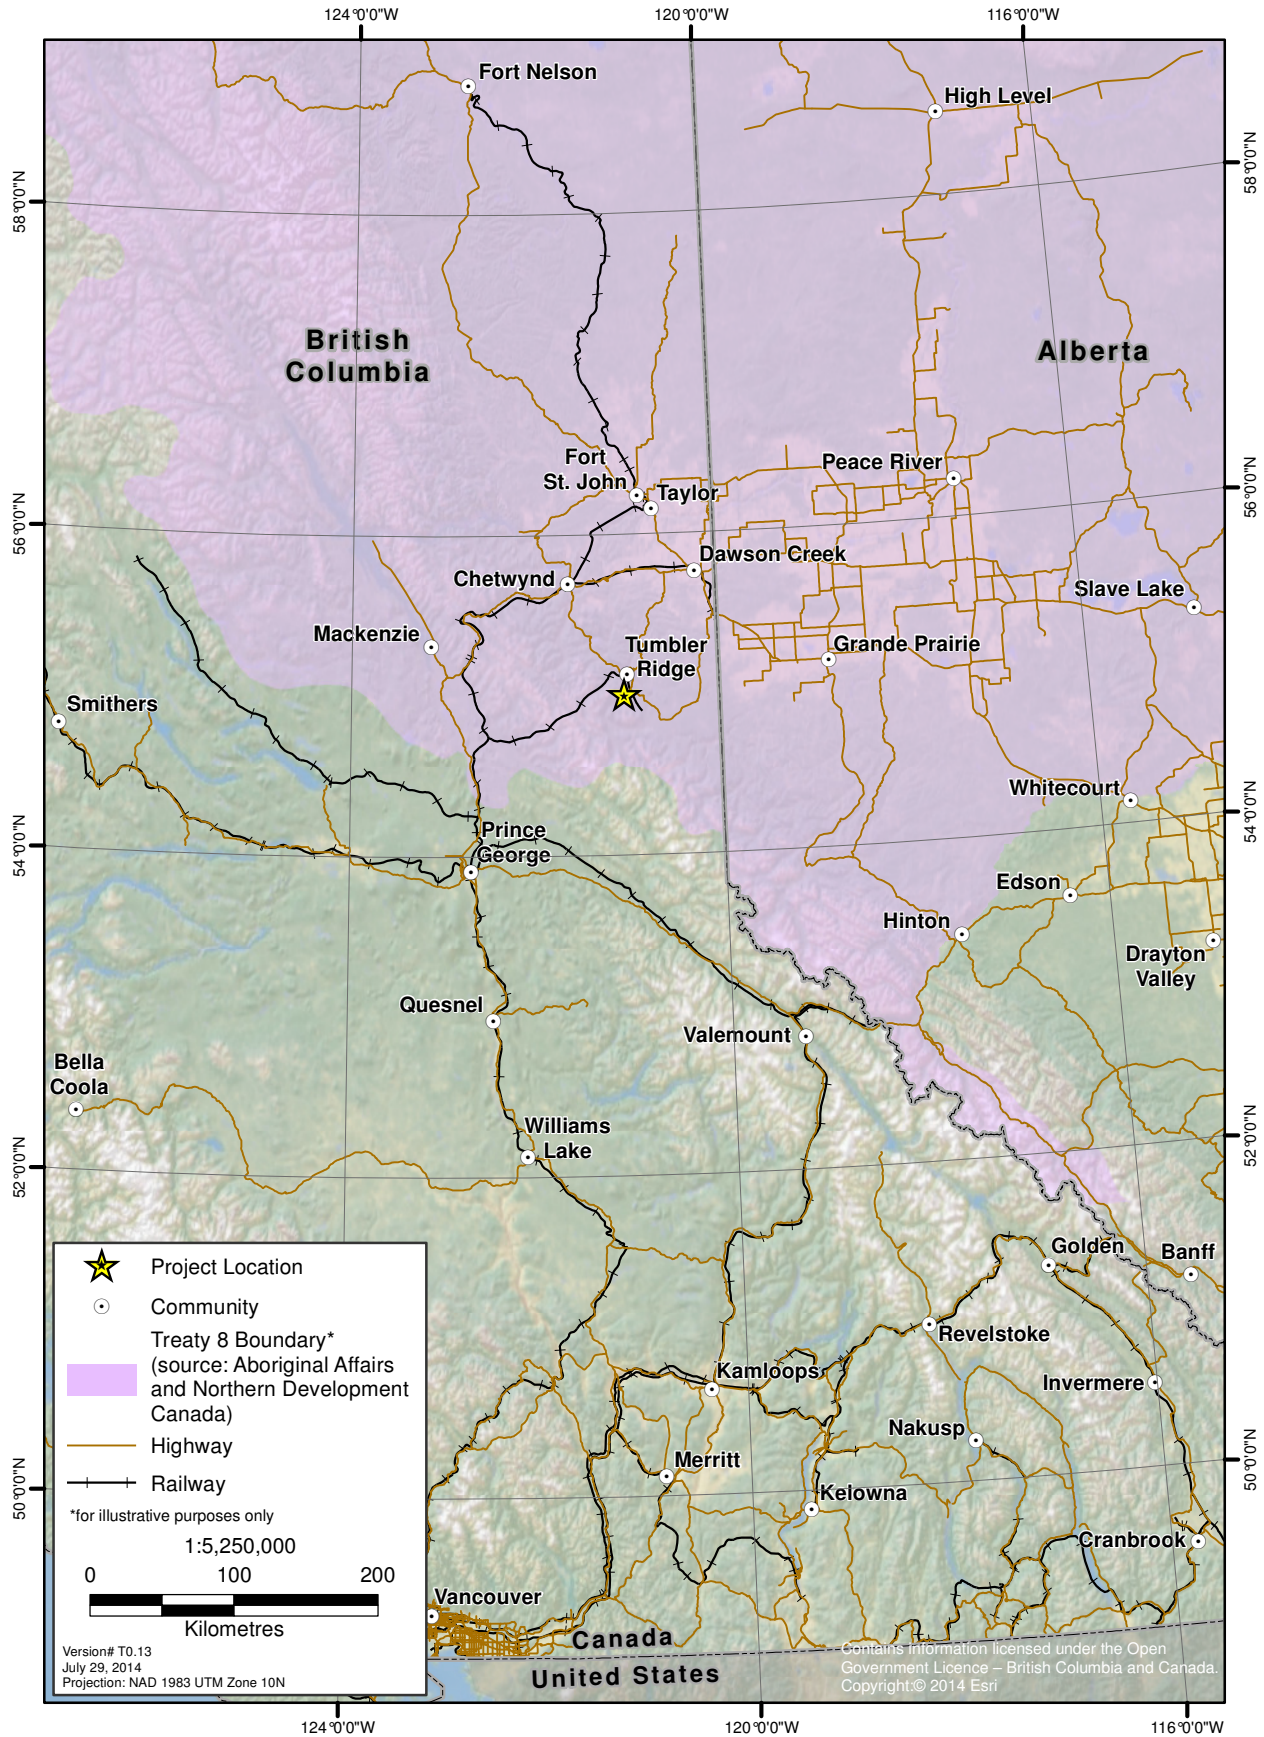 124°0'0"W
120°0'0"W
116°0'0"W
Fort Nelson
High Level
58°0'0"N
58°0'0"N
British
Columbia
Alberta
Fort
St. John
Peace River
Taylor
56°0'0"N
56°0'0"N
Dawson Creek
Chetwynd
Slave Lake
Mackenzie
Tumbler
Ridge
Grande Prairie
Smithers
Whitecourt
54°0'0"N
54°0'0"N
Prince
George
Edson
Hinton
Drayton
Valley
Quesnel
Valemount
Bella
Coola
Williams
Lake
52°0'0"N
52°0'0"N
Golden
Banff
Revelstoke
Kamloops
Invermere
Nakusp
Merritt
Kelowna
50°0'0"N
50°0'0"N
Cranbrook
Vancouver
Canada
United States
Project Location
Community
Treaty 8 Boundary*
(source: Aboriginal Affairs
and Northern Development
Canada)
Highway
Railway
*for illustrative purposes only
1:5,250,000
0 100 200
Kilometres
Version# T0.13
July 29, 2014
Projection: NAD 1983 UTM Zone 10N
Contains information licensed under the Open
Government Licence – British Columbia and Canada.
Copyright:© 2014 Esri
124°0'0"W
120°0'0"W
116°0'0"W